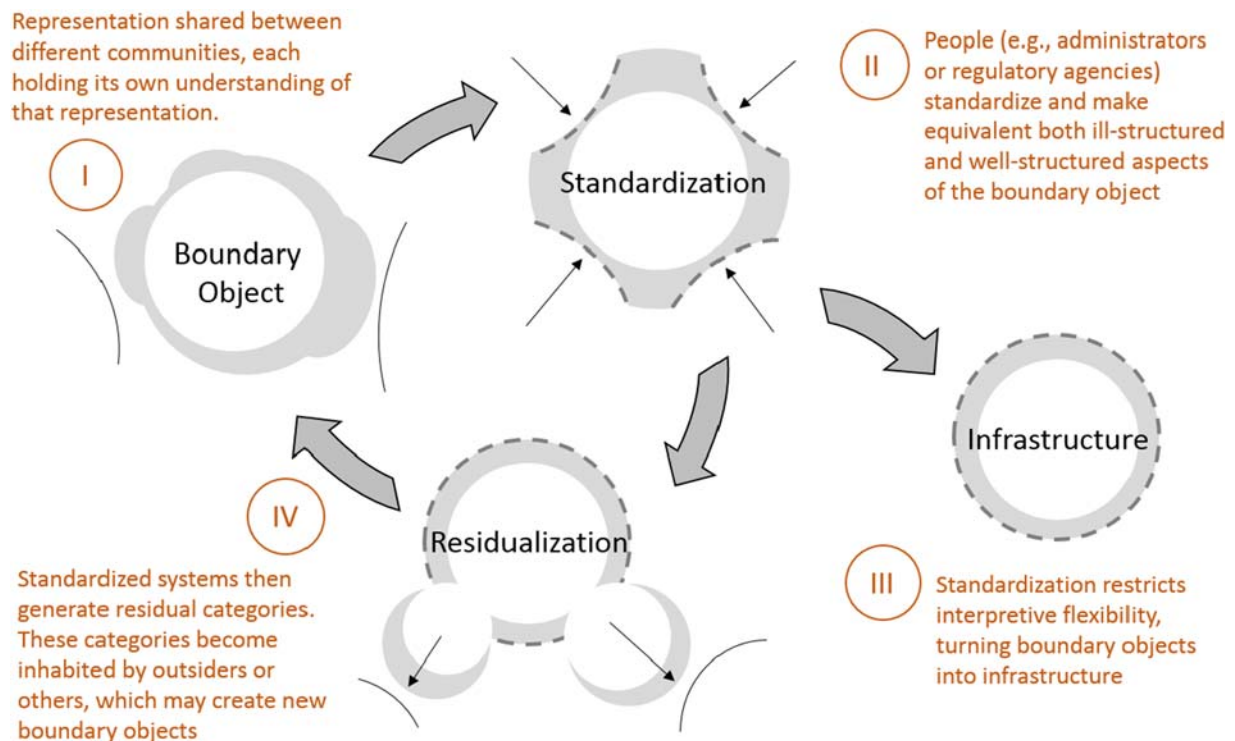 Representation shared between
different communities, each
holding its own understanding of
that representation.
I
Boundary
Object
Standardization
II
People (e.g., administrators
or regulatory agencies)
standardize and make
equivalent both ill-structured
and well-structured aspects
of the boundary object
Infrastructure
III
Standardization restricts
interpretive flexibility,
turning boundary objects
into infrastructure
Residualization
IV
Standardized systems then
generate residual categories.
These categories become
inhabited by outsiders or
others, which may create new
boundary objects